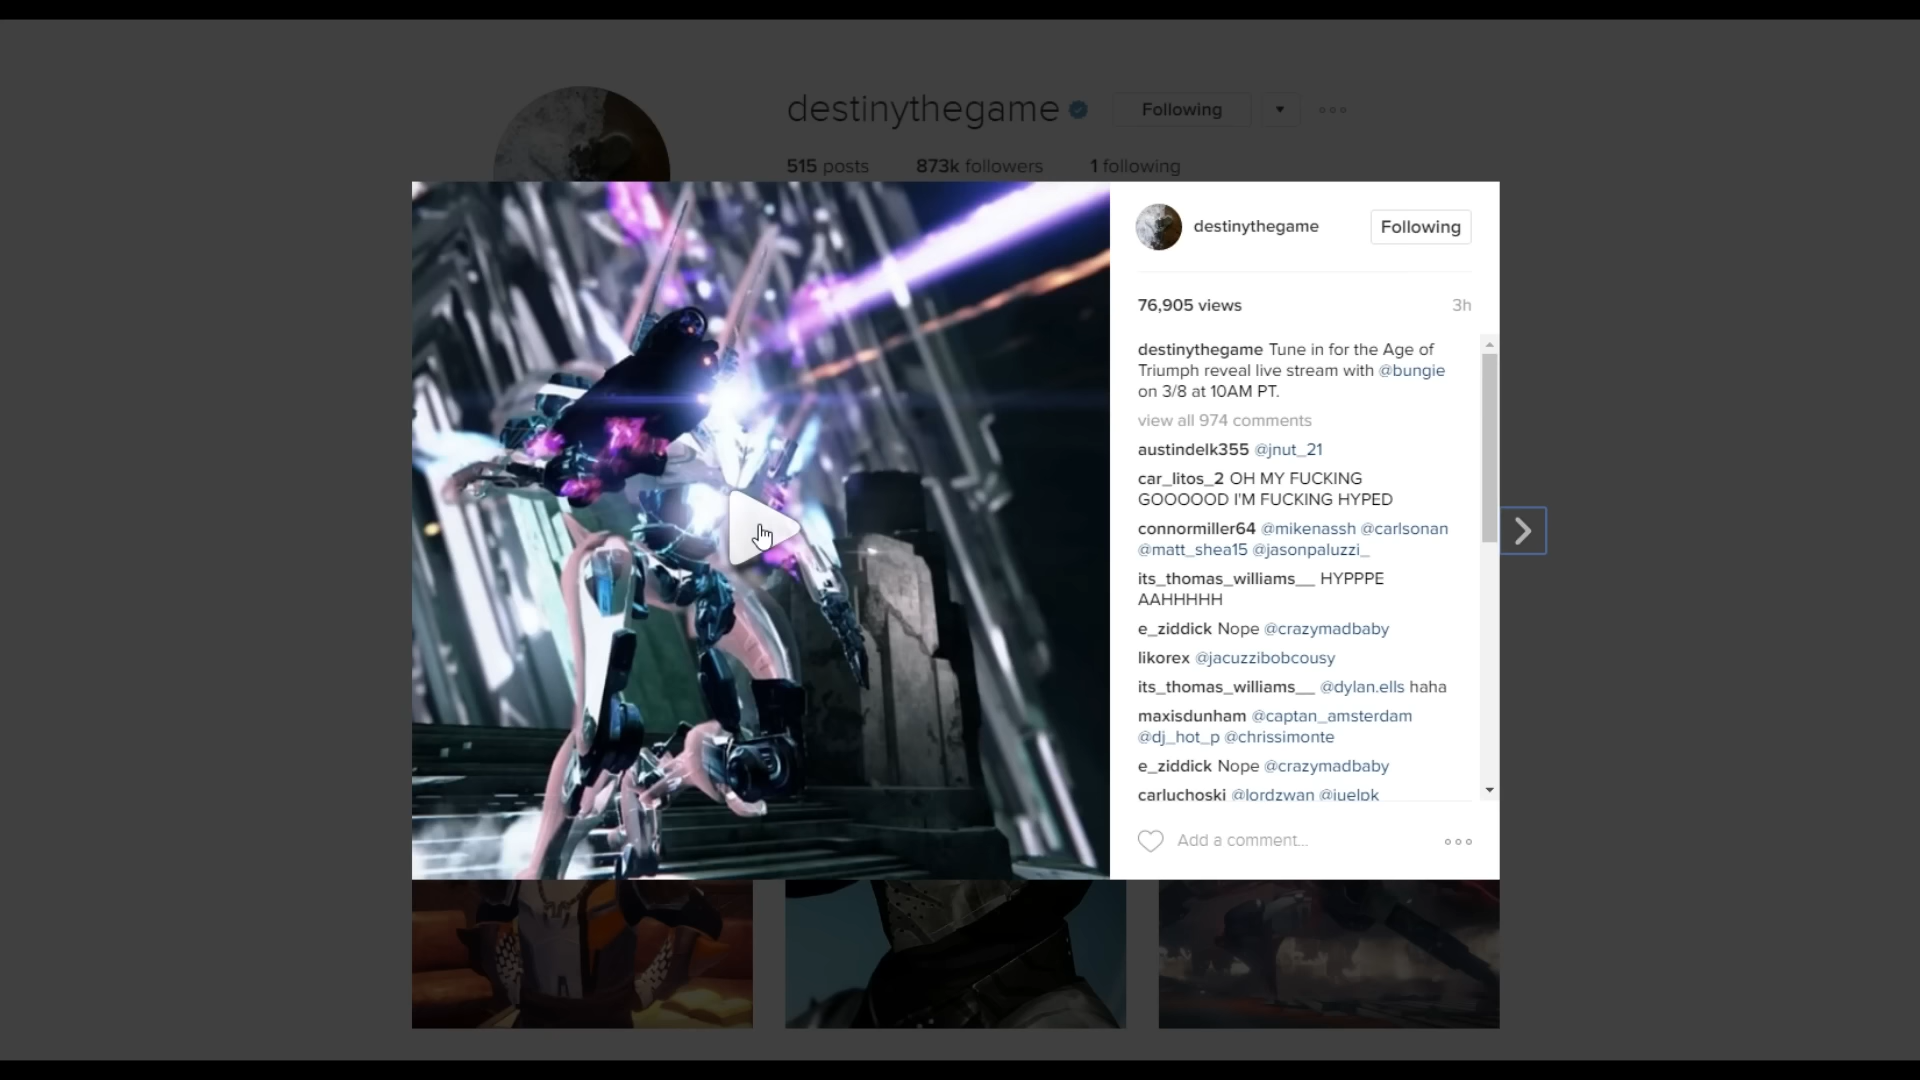 destinythegame Following
515 posts 873k followers 1 following
destinythegame Following
76,905 views 3h
destinythegame Tune in for the Age of
Triumph reveal live stream with @bungie
on 3/8 at 10AM PT.
view all 974 comments
austindelk355 @jnut_21
car_litos_2 OH MY FUCKING
GOOOOOD I'M FUCKING HYPED
connormiller64 @mikenassh @carlsonan
@matt_shea15 @jasonpaluzzi_
its_thomas_williams__ HYPPPE
AAHHHHH
e_ziddick Nope @crazymadbaby
likorex @jacuzzibobcousy
its_thomas_williams__ @dylan.ells haha
maxisdunham @captan_amsterdam
@dj_hot_p @chrissimonte
e_ziddick Nope @crazymadbaby
carluchoski @lordzwan @juelpk
Add a comment...